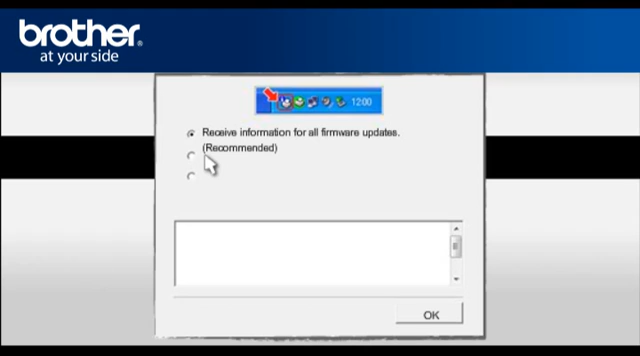 brother®
at your side
12:00
Receive information for all firmware updates.
(Recommended)
OK